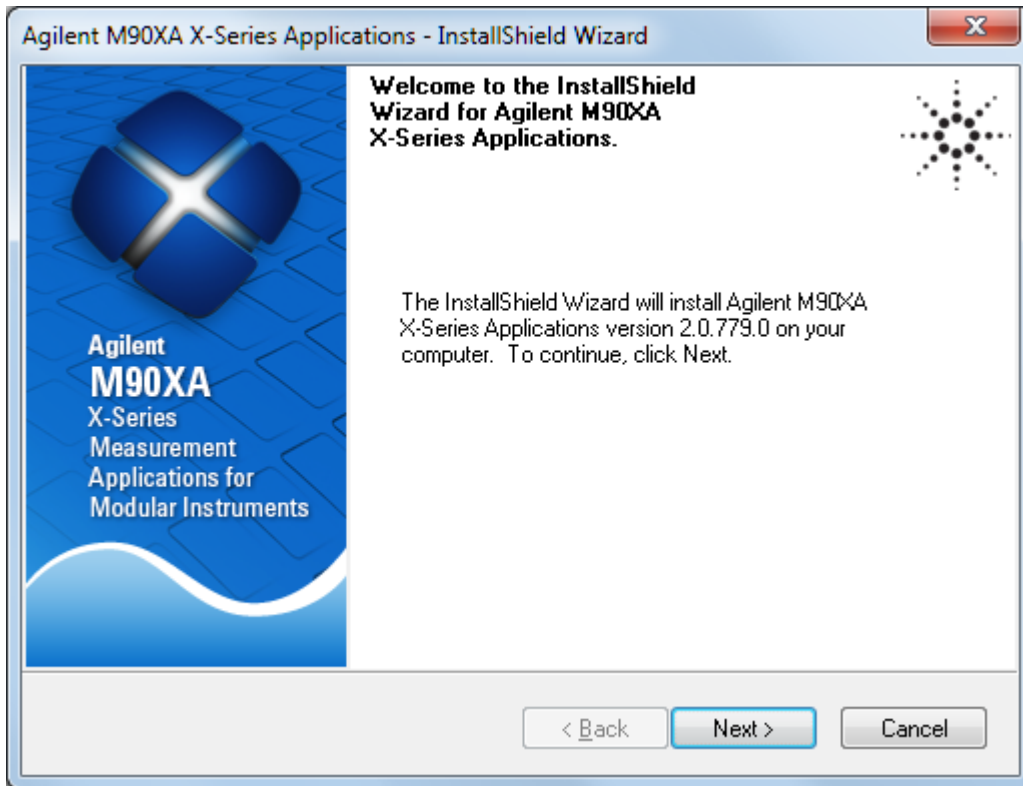 Agilent M90XA X-Series Applications - InstallShield Wizard
Welcome to the InstallShield
Wizard for Agilent M90XA
X-Series Applications.
The InstallShield Wizard will install Agilent M90XA
X-Series Applications version 2.0.779.0 on your
computer. To continue, click Next.
Agilent
M90XA
X-Series
Measurement
Applications for
Modular Instruments
< Back
Next >
Cancel